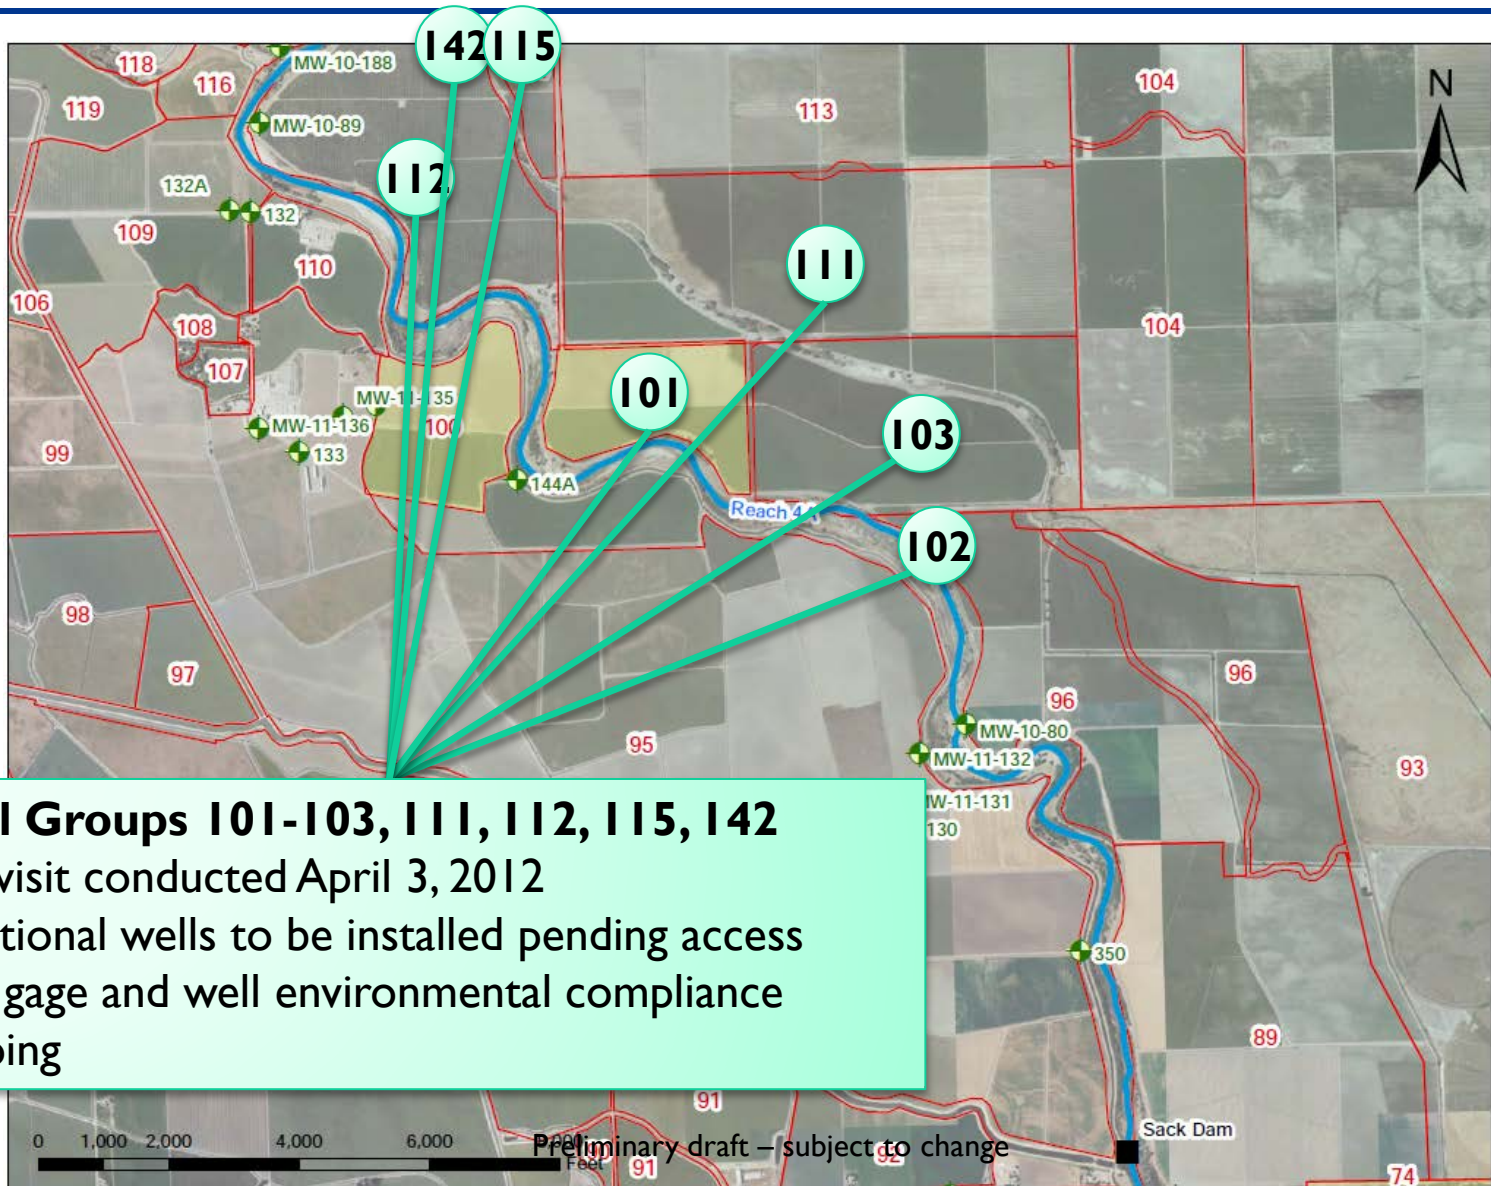 142
115
118
MW-10-188
116
119
113
104
N
MW-10-89
112
132A
132
109
110
111
106
108
104
107
101
MW-11-135
MW-11-136
100
103
99
133
144A
Reach 4A
102
98
97
96
96
MW-10-80
95
MW-11-132
93
MW-11-131
130
l Groups 101-103, 111, 112, 115, 142
visit conducted April 3, 2012
tional wells to be installed pending access
gage and well environmental compliance
ping
350
89
91
Sack Dam
0 1,000 2,000 4,000 6,000 8,000
Feet
Preliminary draft – subject to change
91
92
74